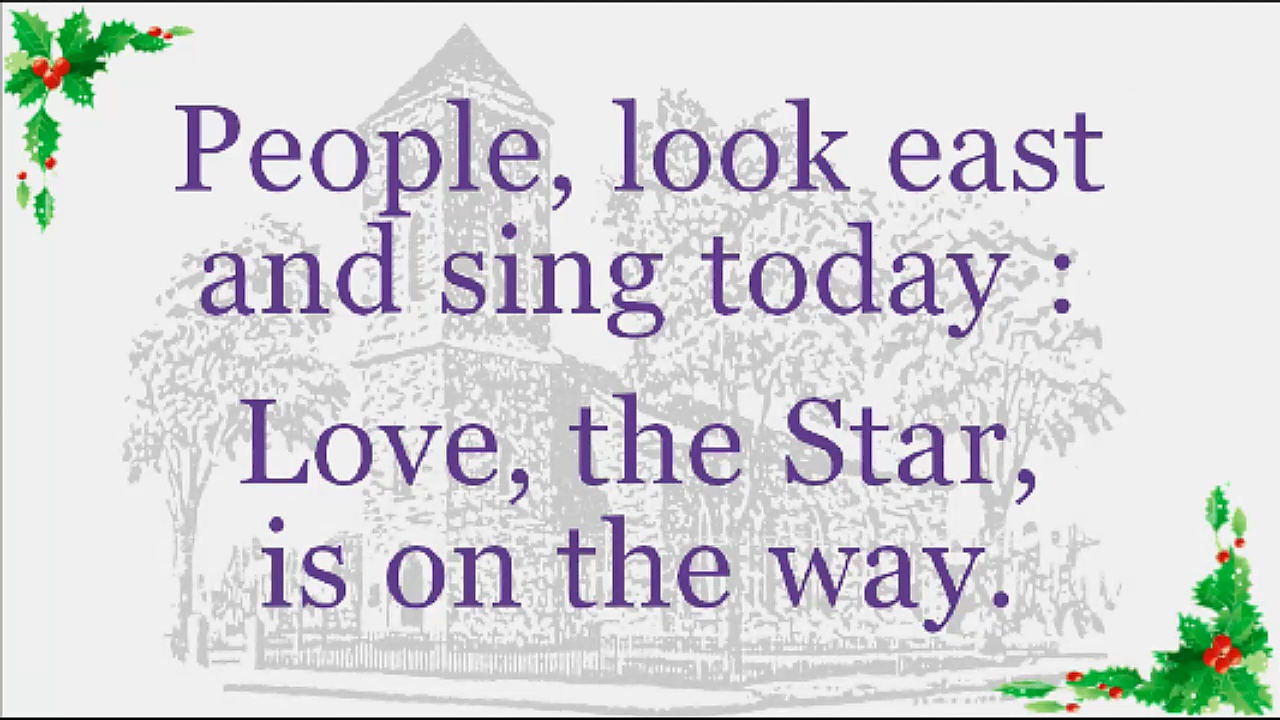 People, look east
and sing today :
Love, the Star,
is on the way.